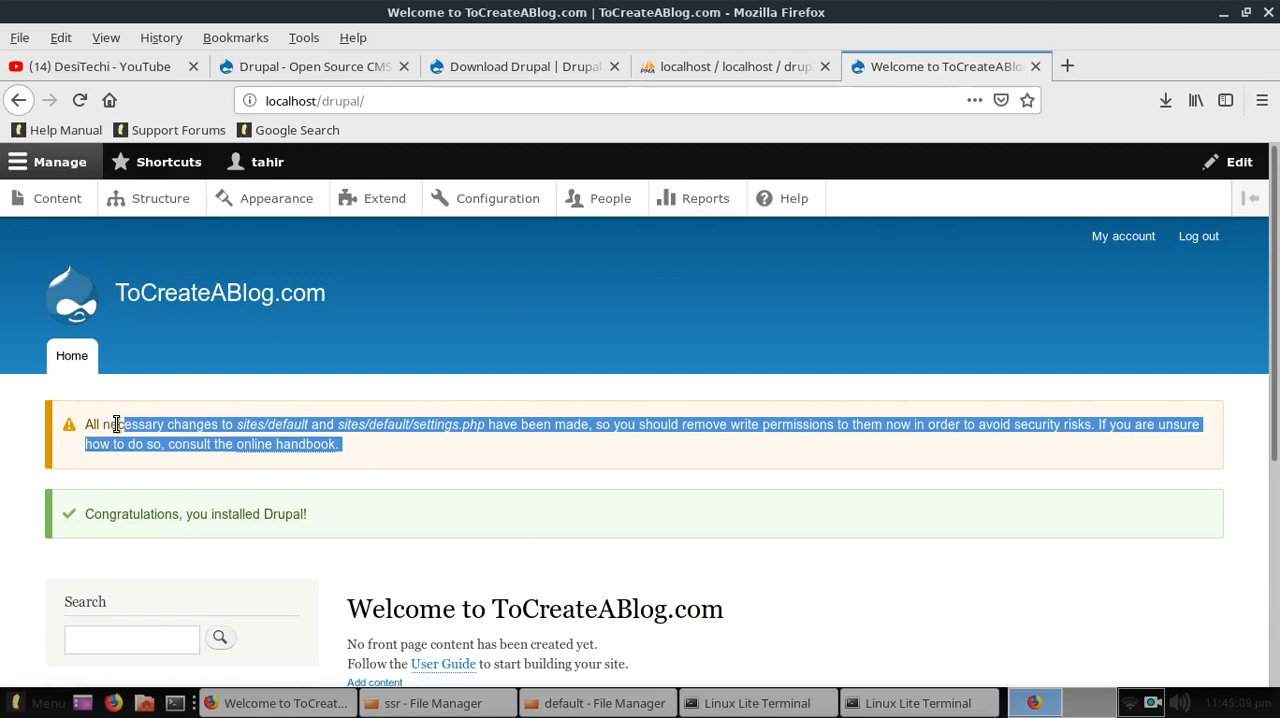 Welcome to ToCreateABlog.com | ToCreateABlog.com - Mozilla Firefox
File Edit View History Bookmarks Tools Help
(14) DesiTechi - YouTube Drupal - Open Source CMS Download Drupal | Drupal localhost / localhost / drup Welcome to ToCreateABlo
localhost/drupal/
Help Manual Support Forums Google Search
Manage Shortcuts tahir Edit
Content Structure Appearance Extend Configuration People Reports Help
My account Log out
ToCreateABlog.com
Home
All necessary changes to sites/default and sites/default/settings.php have been made, so you should remove write permissions to them now in order to avoid security risks. If you are unsure
how to do so, consult the online handbook.
Congratulations, you installed Drupal!
Search
Welcome to ToCreateABlog.com
No front page content has been created yet.
Follow the User Guide to start building your site.
Add content
Menu Welcome to ToCreat... ssr - File Manager default - File Manager Linux Lite Terminal Linux Lite Terminal 11:45:09 pm